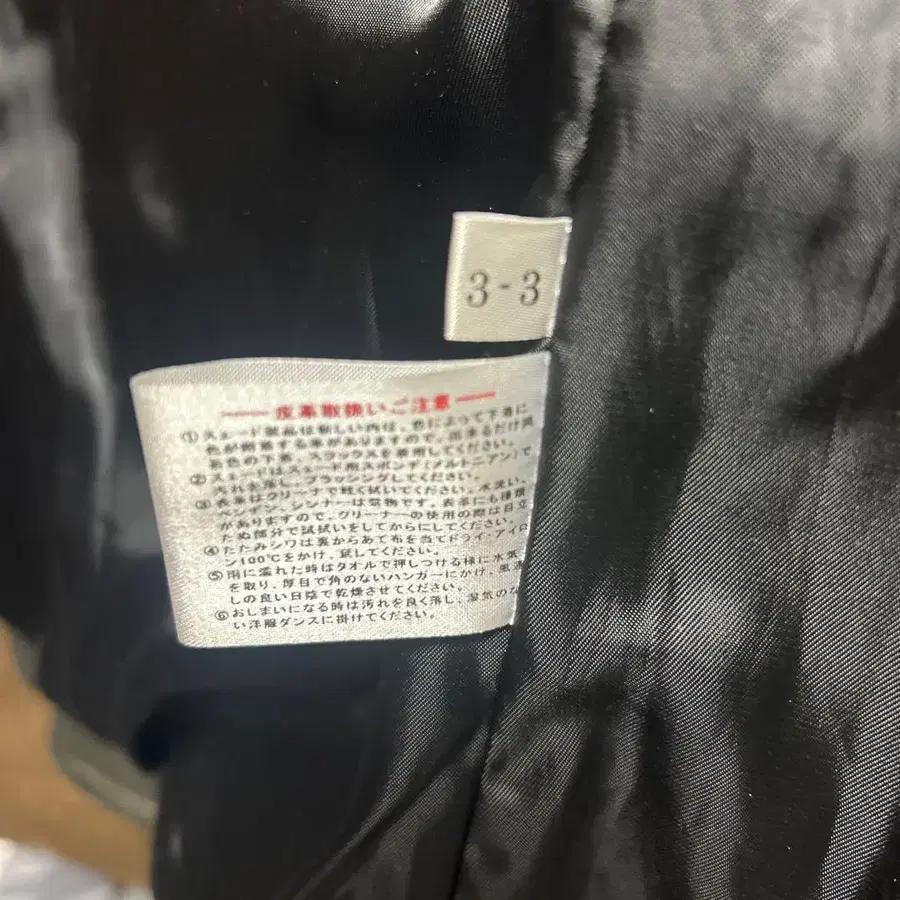 3-3
皮革取扱いご注意
① スェード製品は新しい内は、色によって下着に
色が附着する事がありますので、出来るだけ同
若色の下着、スラックスを着用してください。
② スェードはスェード用スポンヂ(メルトニアン)で
汚れを落し、ブラッシングしてください。
③ 表革はクリーナで軽く拭いてください。水洗い、
ベンヂン、シンナーは禁物です。表革にも種類
がありますので、クリーナーの使用の際は目立
たぬ部分で試拭いをしてからにしてください。
④ たたみシワは裏からあて布を当てドライ・アイロ
ン100℃をかけ、延してください。
⑤ 雨に濡れた時はタオルで押しつける様に水気
を取り、厚目で角のないハンガーにかけ、風通
しの良い日陰で乾燥させてください。
⑥ おしまいになる時は汚れを良く落し、湿気のな
い洋服ダンスに掛けてください。